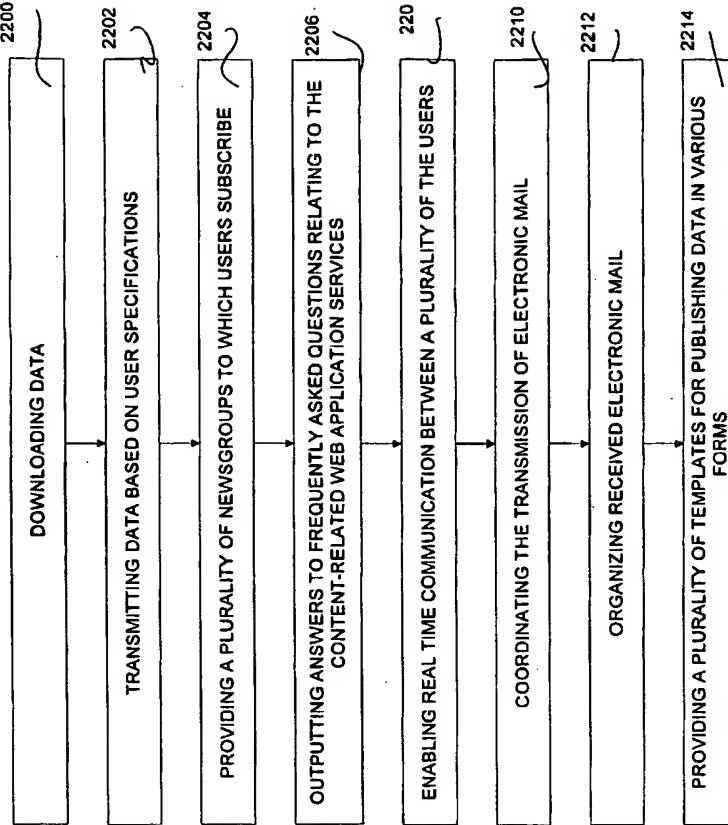 2200
DOWNLOADING DATA
2202
TRANSMITTING DATA BASED ON USER SPECIFICATIONS
2204
PROVIDING A PLURALITY OF NEWSGROUPS TO WHICH USERS SUBSCRIBE
2206
OUTPUTTING ANSWERS TO FREQUENTLY ASKED QUESTIONS RELATING TO THE
CONTENT-RELATED WEB APPLICATION SERVICES
220
ENABLING REAL TIME COMMUNICATION BETWEEN A PLURALITY OF THE USERS
2210
COORDINATING THE TRANSMISSION OF ELECTRONIC MAIL
2212
ORGANIZING RECEIVED ELECTRONIC MAIL
2214
PROVIDING A PLURALITY OF TEMPLATES FOR PUBLISHING DATA IN VARIOUS
FORMS